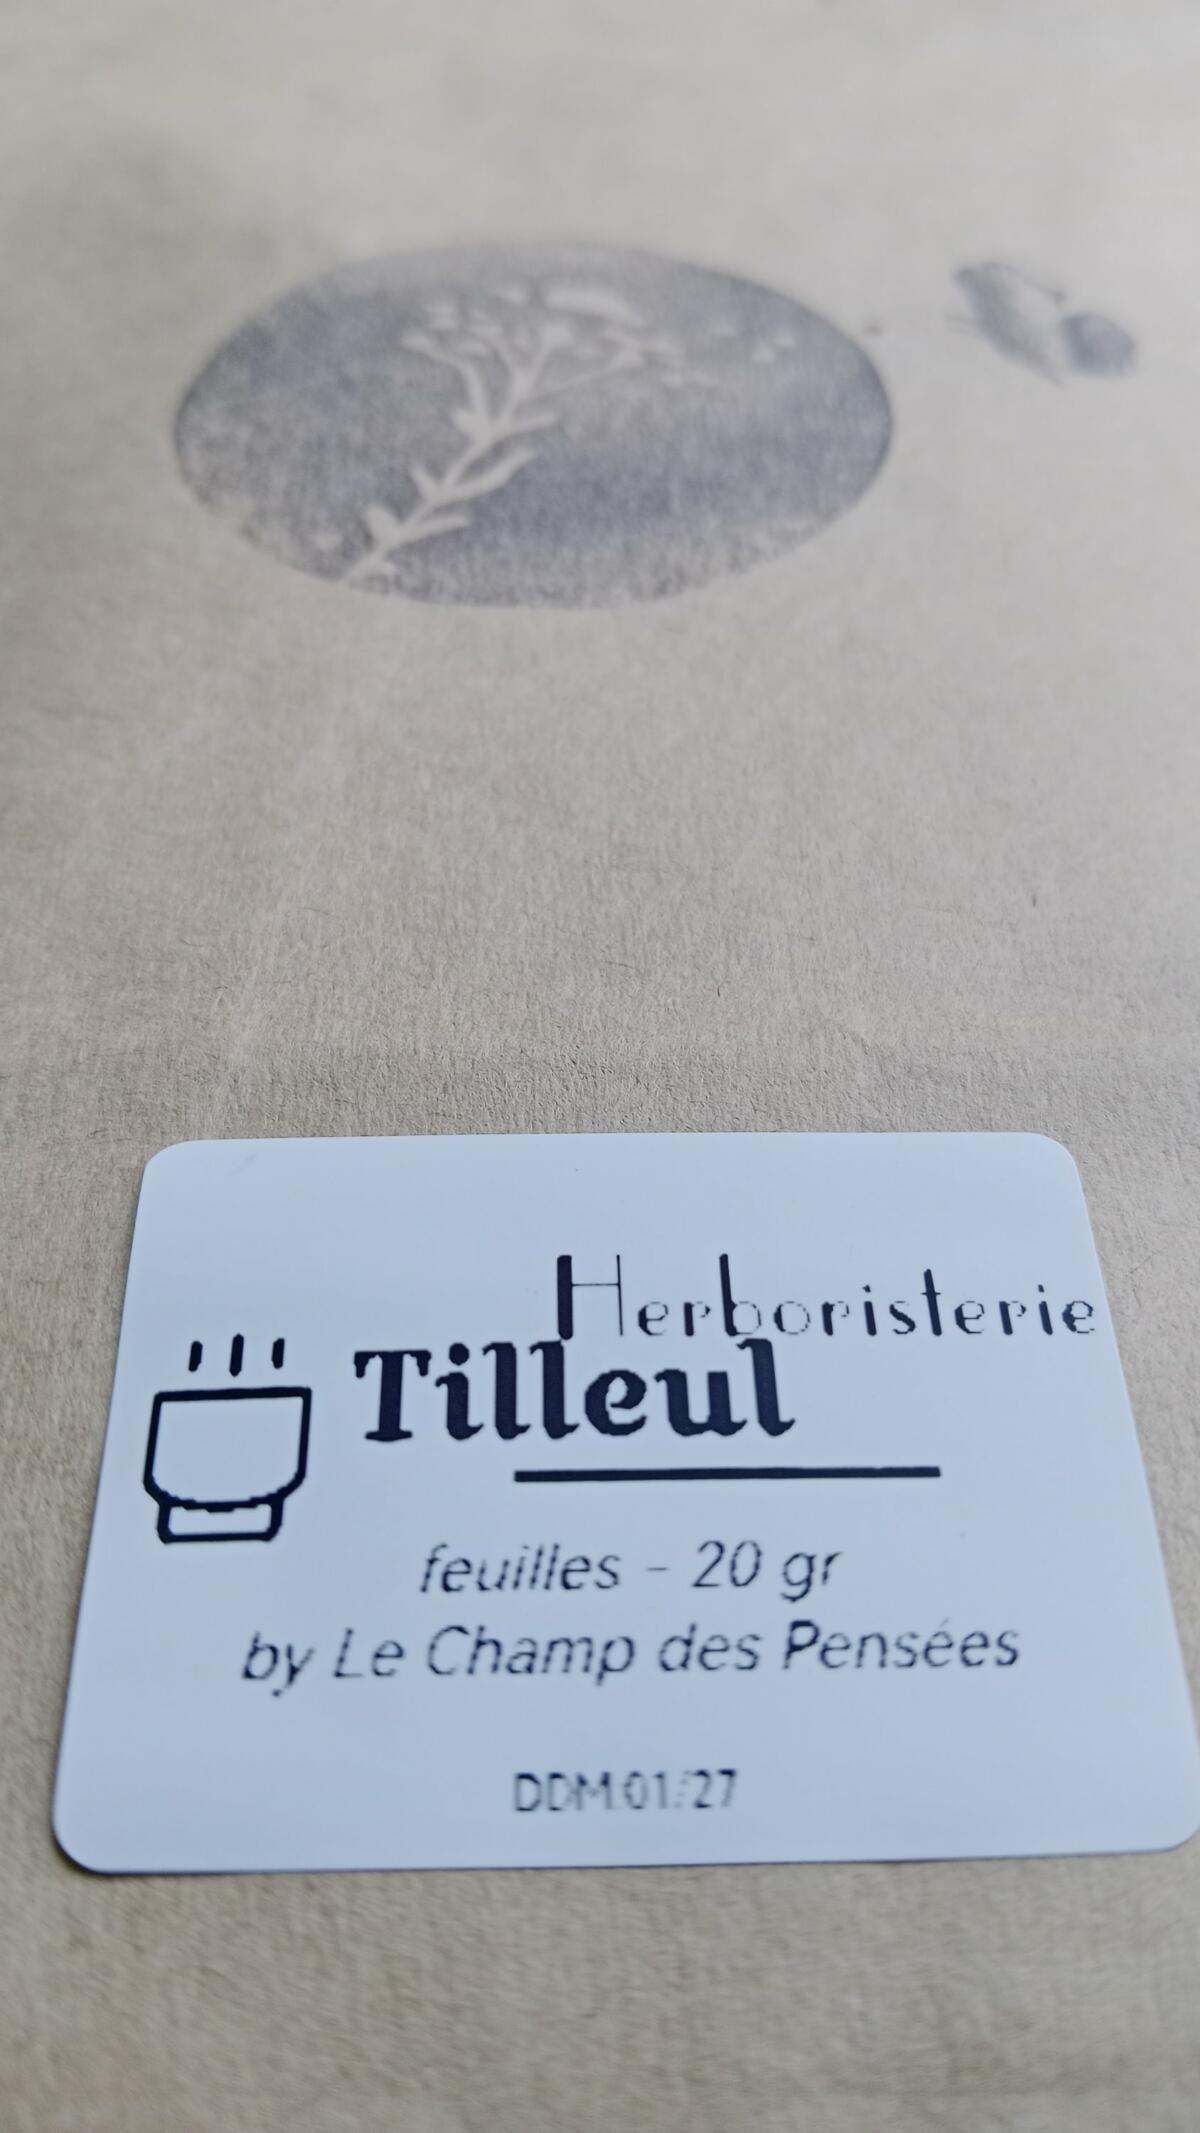 Herboristerie
Tilleul
feuilles - 20 gr
by Le Champ des Pensées
DDM:01/27